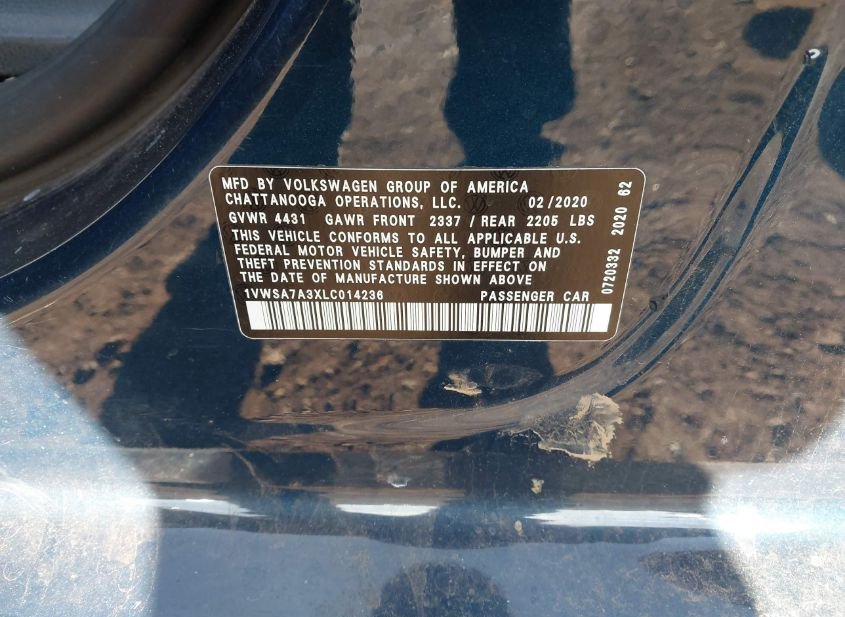 MFD BY VOLKSWAGEN GROUP OF AMERICA
CHATTANOOGA OPERATIONS, LLC. 02/2020
GVWR 4431 GAWR FRONT 2337 / REAR 2205 LBS
THIS VEHICLE CONFORMS TO ALL APPLICABLE U.S.
FEDERAL MOTOR VEHICLE SAFETY, BUMPER AND
THEFT PREVENTION STANDARDS IN EFFECT ON
THE DATE OF MANUFACTURE SHOWN ABOVE
1VWSA7A3XLC014236 PASSENGER CAR
0720332 2020 62